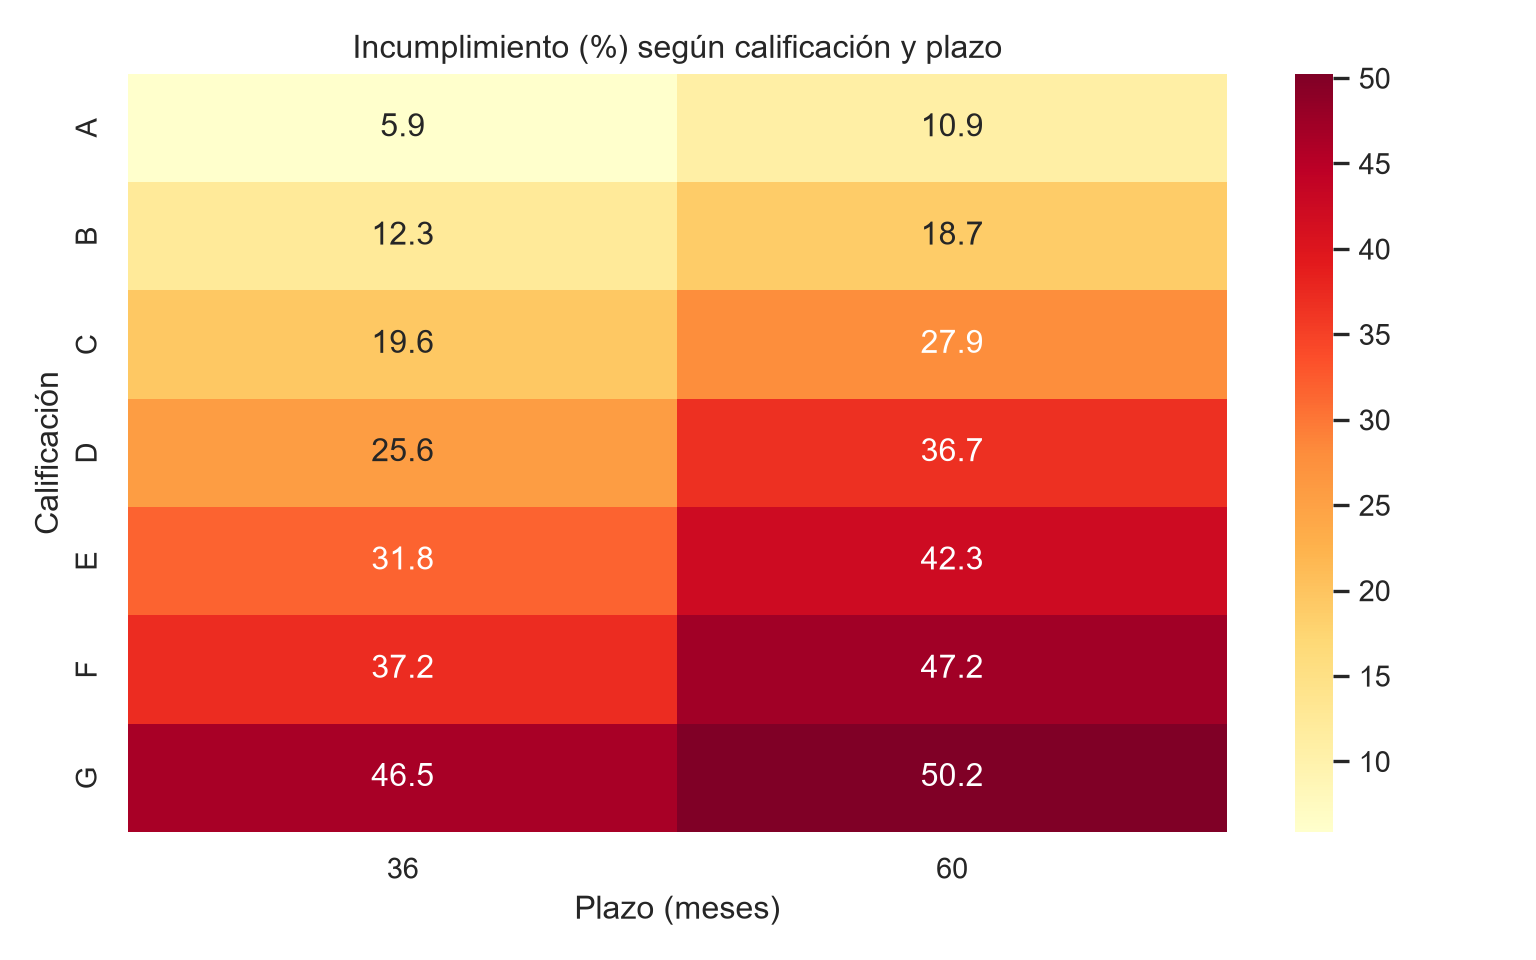 Incumplimiento (%) según calificación y plazo
A 5.9 10.9
B 12.3 18.7
C 19.6 27.9
D 25.6 36.7
E 31.8 42.3
F 37.2 47.2
G 46.5 50.2
Calificación
36 60
Plazo (meses)
50
45
40
35
30
25
20
15
10